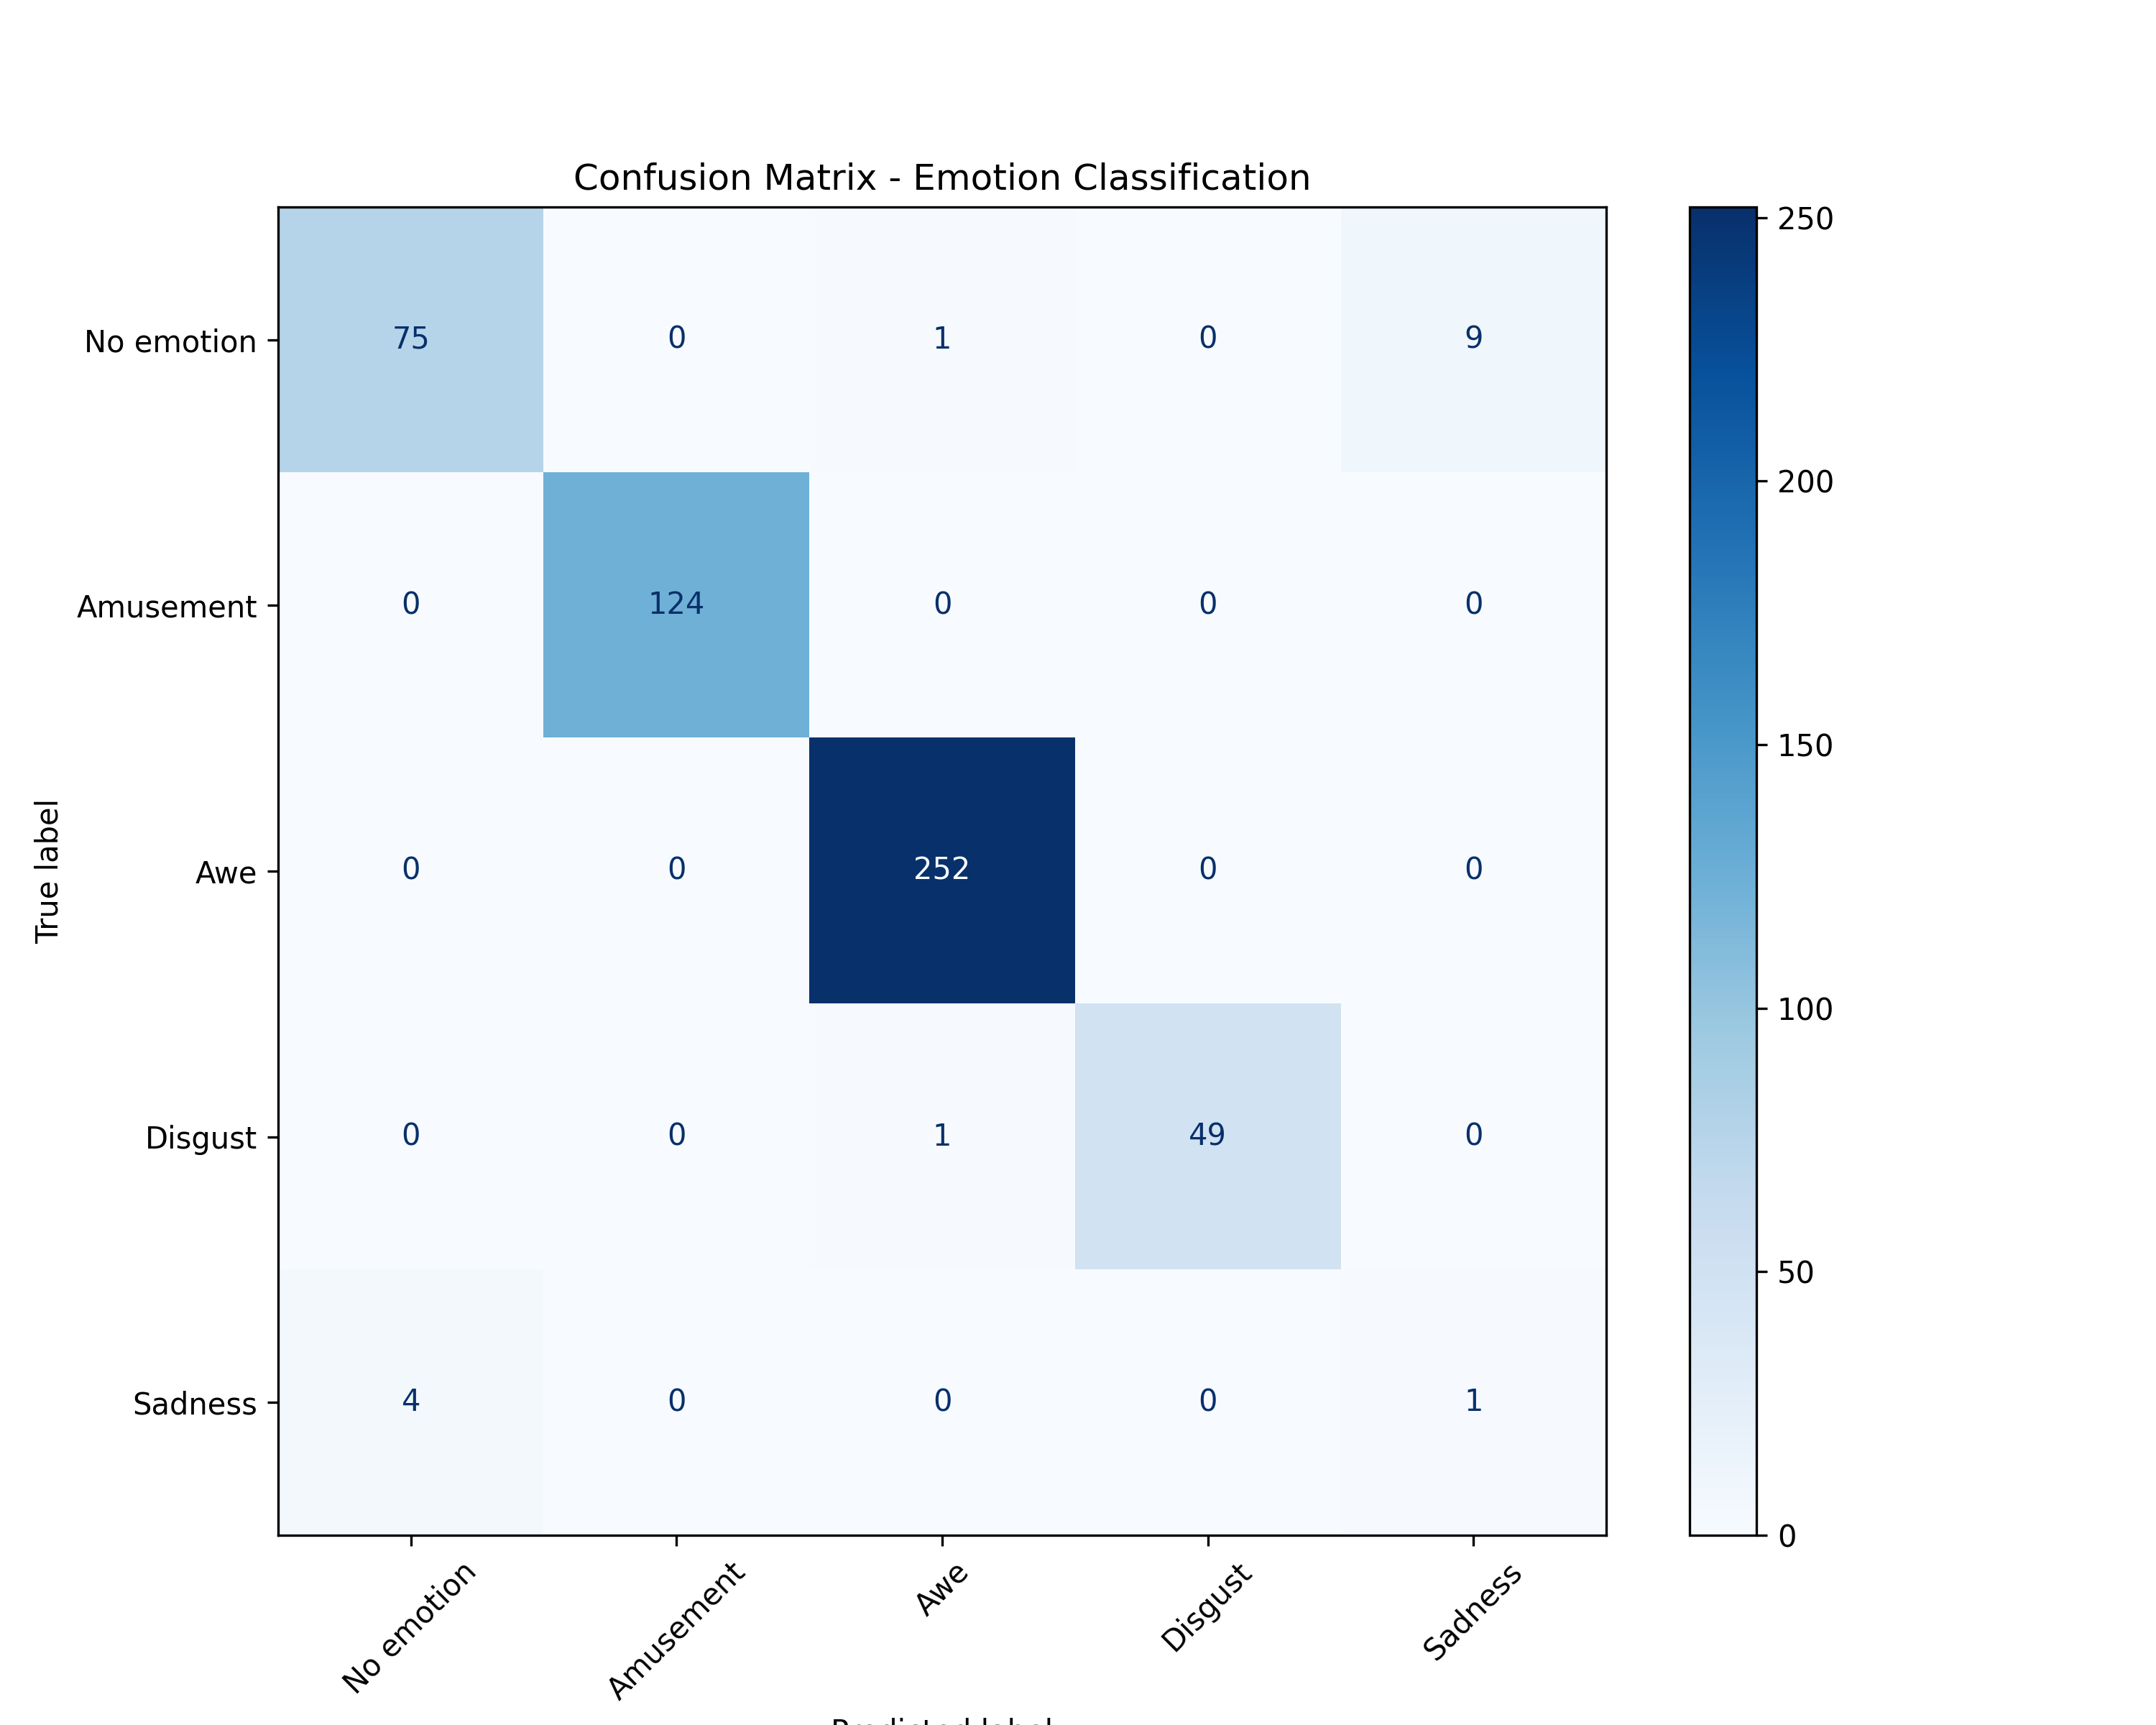 Confusion Matrix - Emotion Classification
No emotion 75 0 1 0 9
Amusement 0 124 0 0 0
Awe 0 0 252 0 0
Disgust 0 0 1 49 0
Sadness 4 0 0 0 1
True label
No emotion Amusement Awe Disgust Sadness
Predicted label
250
200
150
100
50
0